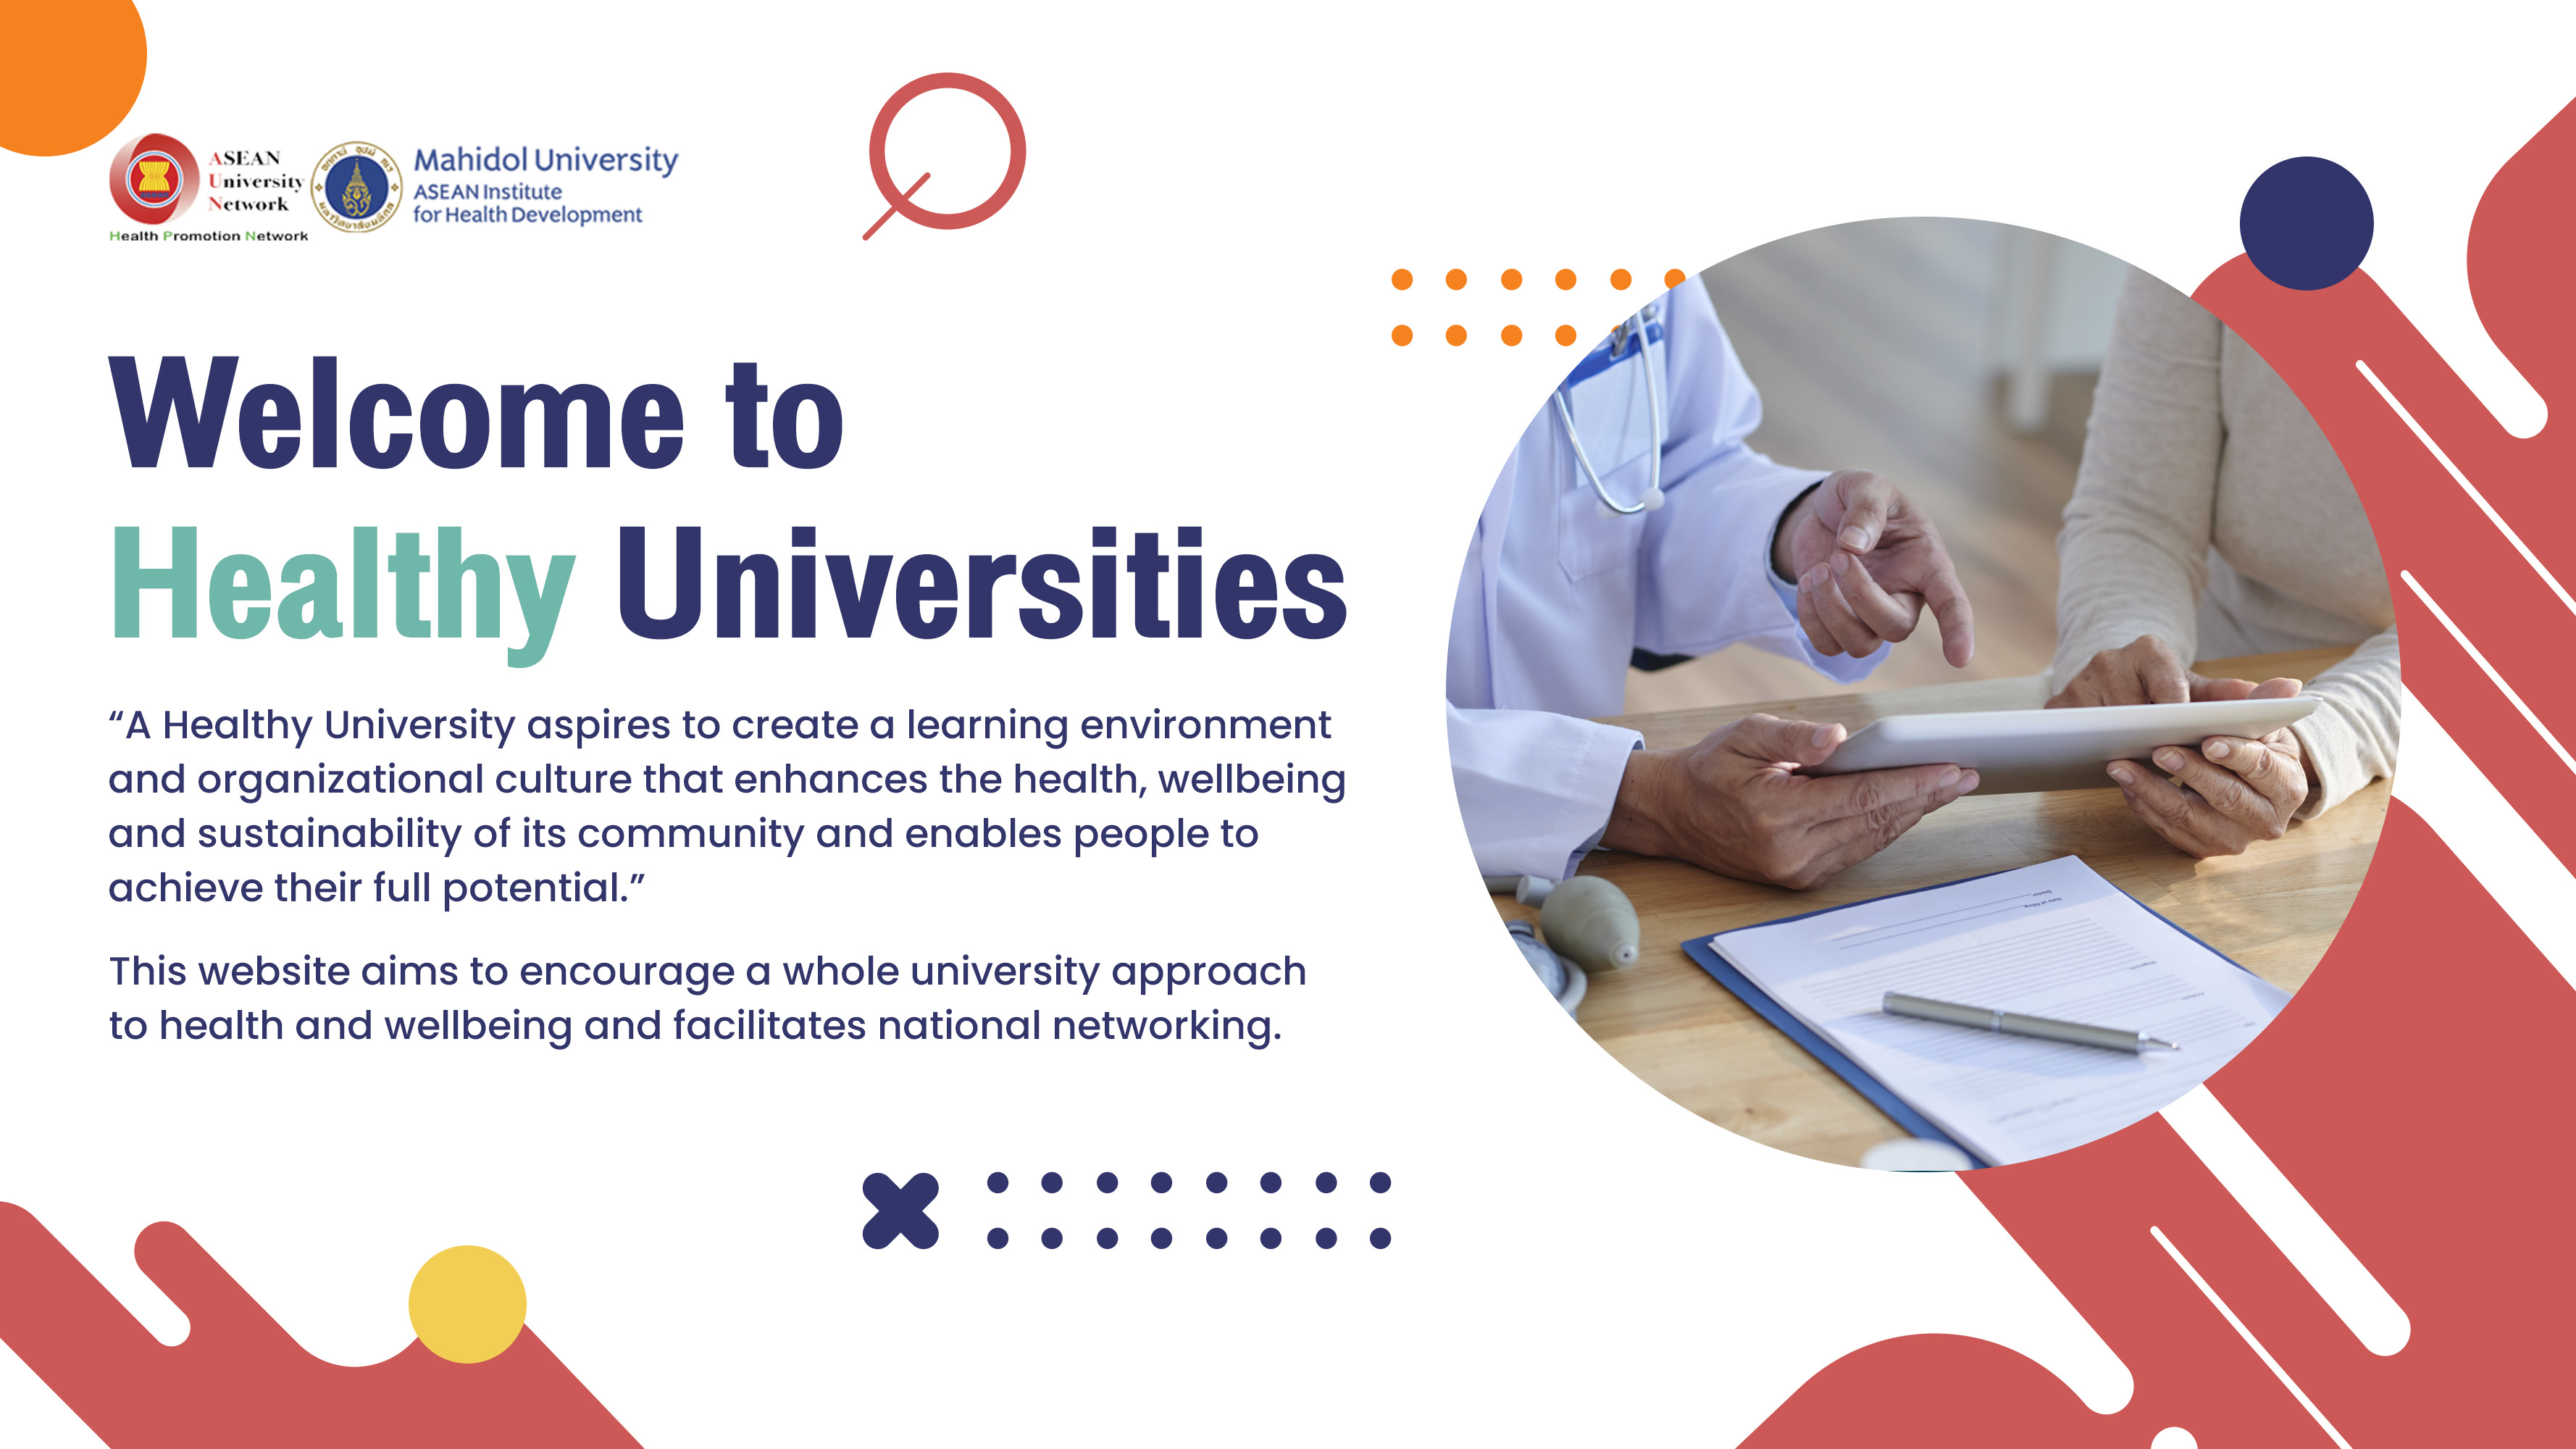 ASEAN
University
Network
Health Promotion Network
Mahidol University
ASEAN Institute
for Health Development
Welcome to
Healthy Universities
“A Healthy University aspires to create a learning environment
and organizational culture that enhances the health, wellbeing
and sustainability of its community and enables people to
achieve their full potential.”
This website aims to encourage a whole university approach
to health and wellbeing and facilitates national networking.